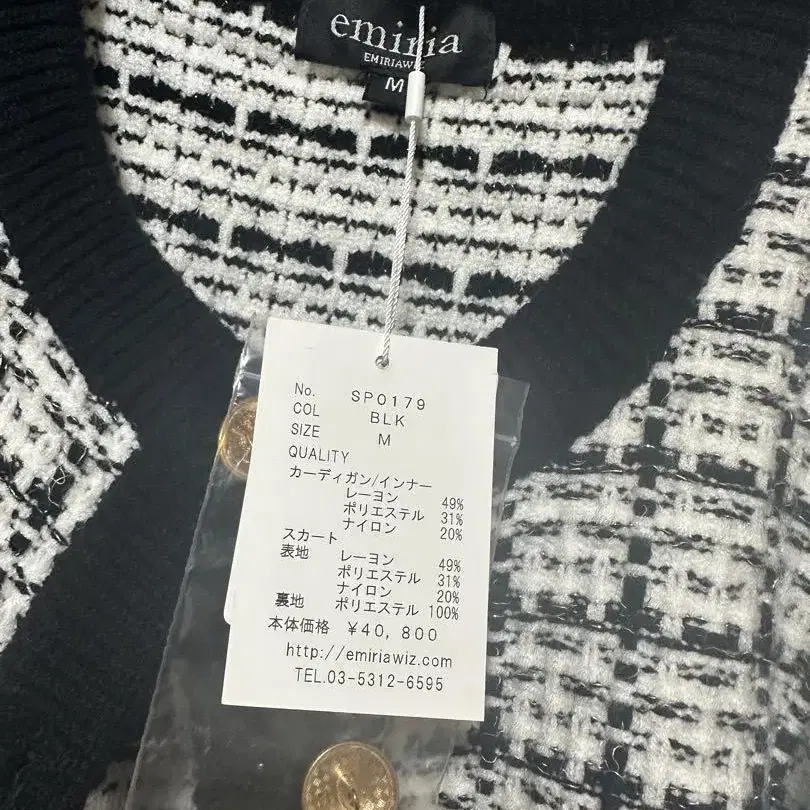 emiria
EMIRIAWIZ
M
No. SP0179
COL BLK
SIZE M
QUALITY
カーディガン/インナー
レーヨン 49%
ポリエステル 31%
ナイロン 20%
スカート
表地 レーヨン 49%
ポリエステル 31%
ナイロン 20%
裏地 ポリエステル 100%
本体価格 ¥40,800
http://emiriawiz.com
TEL.03-5312-6595